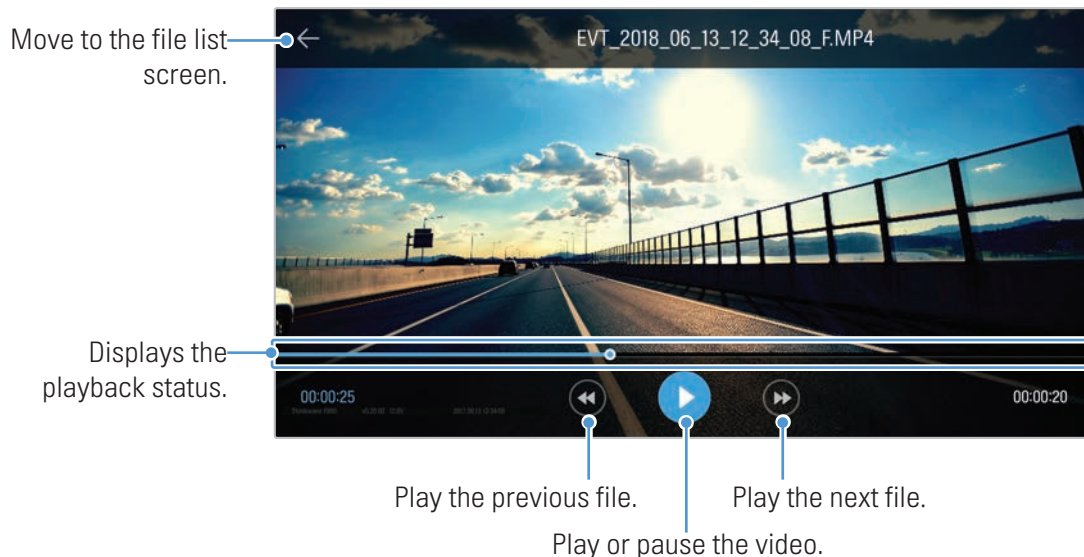 Move to the file list
screen.
EVT_2018_06_13_12_34_08_F.MP4
Displays the
playback status.
00:00:25
00:00:20
Play the previous file.
Play the next file.
Play or pause the video.